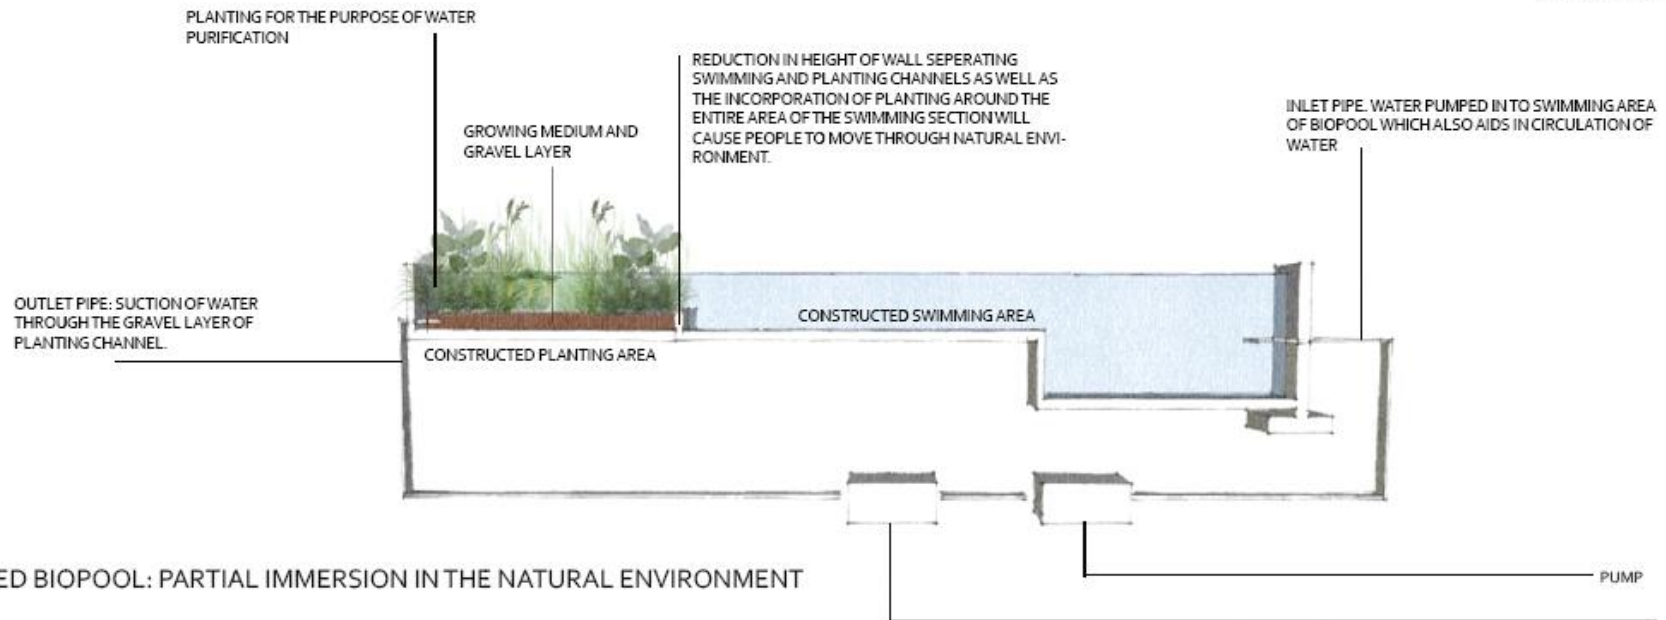 PLANTING FOR THE PURPOSE OF WATER
PURIFICATION
REDUCTION IN HEIGHT OF WALL SEPERATING
SWIMMING AND PLANTING CHANNELS AS WELL AS
THE INCORPORATION OF PLANTING AROUND THE
ENTIRE AREA OF THE SWIMMING SECTION WILL
CAUSE PEOPLE TO MOVE THROUGH NATURAL ENVI-
RONMENT.
INLET PIPE. WATER PUMPED IN TO SWIMMING AREA
OF BIOPOOL WHICH ALSO AIDS IN CIRCULATION OF
WATER
GROWING MEDIUM AND
GRAVEL LAYER
OUTLET PIPE: SUCTION OF WATER
THROUGH THE GRAVEL LAYER OF
PLANTING CHANNEL.
CONSTRUCTED SWIMMING AREA
CONSTRUCTED PLANTING AREA
ED BIOPOOL: PARTIAL IMMERSION IN THE NATURAL ENVIRONMENT
PUMP